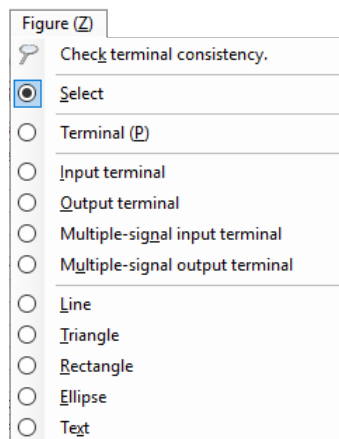 Figure (Z)
Check terminal consistency.
Select
Terminal (P)
Input terminal
Output terminal
Multiple-signal input terminal
Multiple-signal output terminal
Line
Triangle
Rectangle
Ellipse
Text